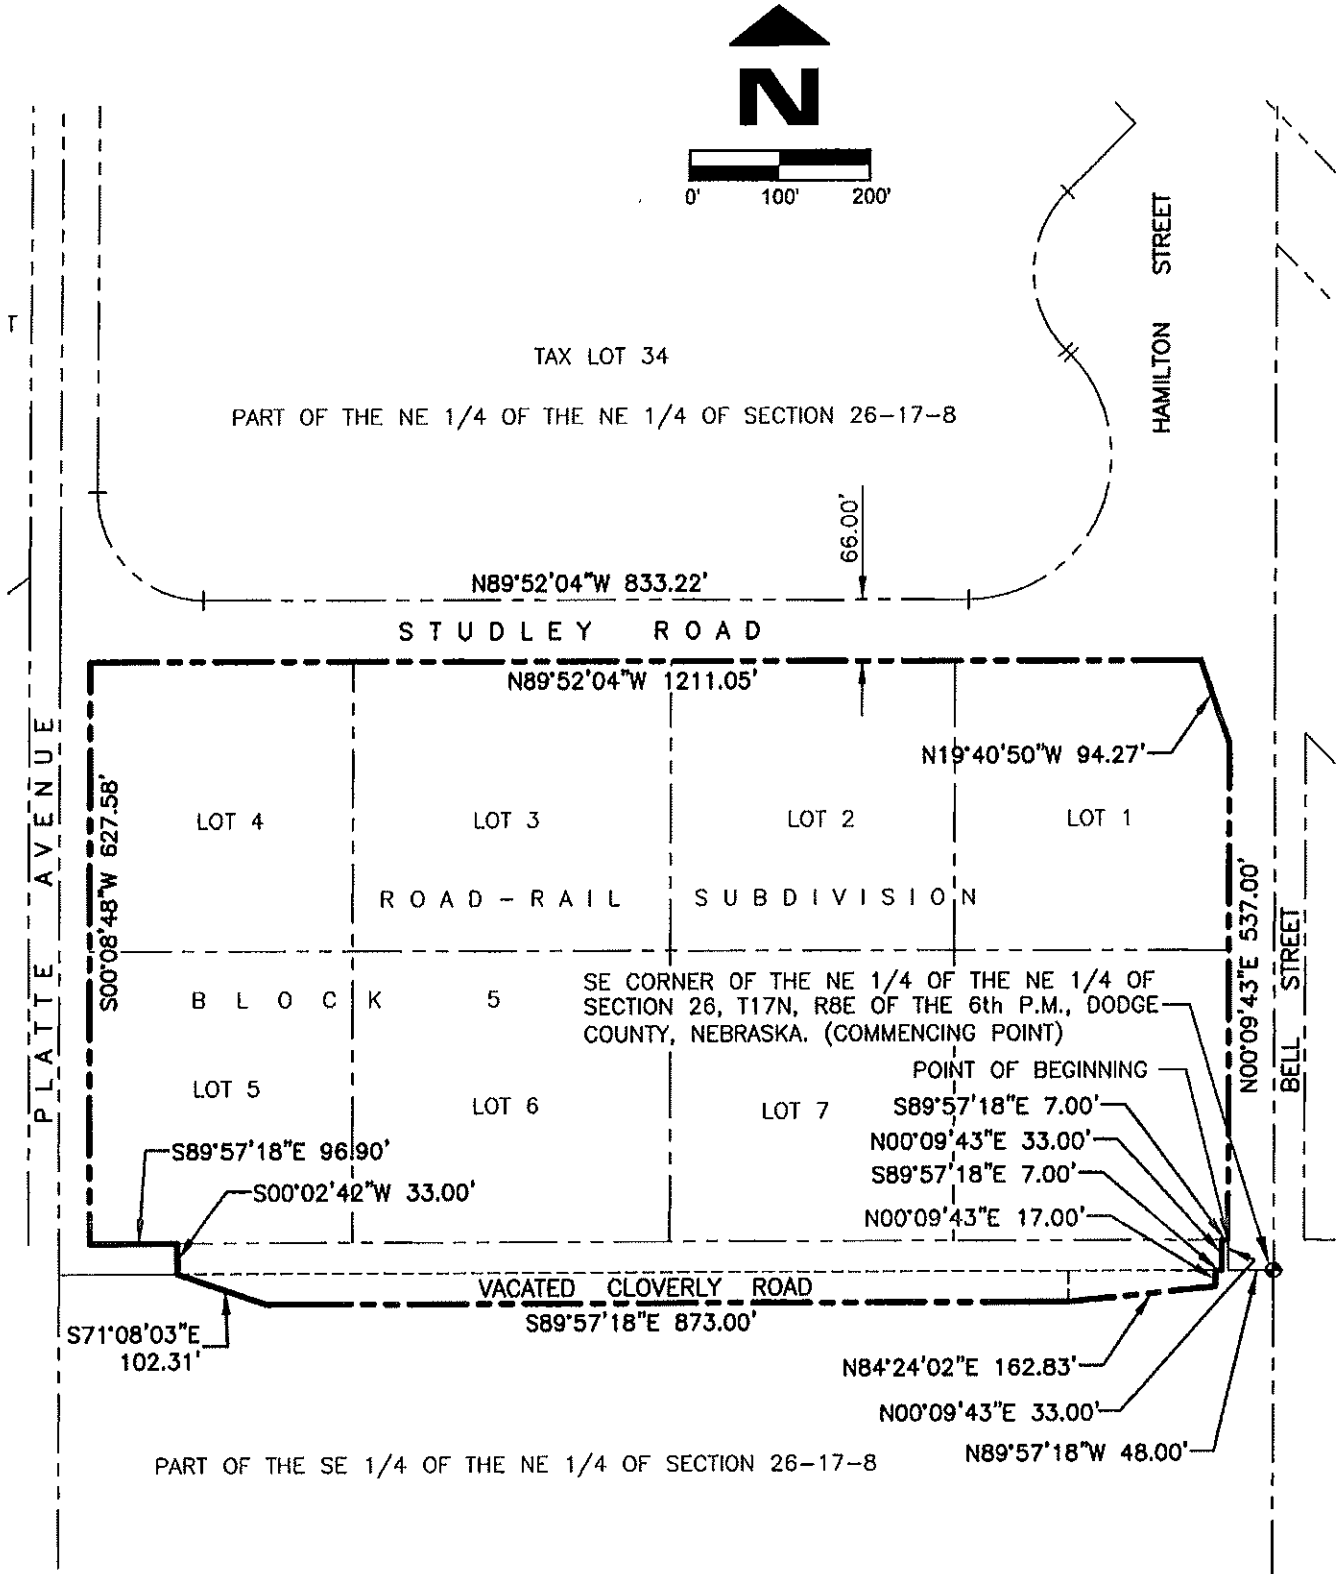 N
0' 100' 200'
HAMILTON STREET
T
TAX LOT 34
PART OF THE NE 1/4 OF THE NE 1/4 OF SECTION 26-17-8
66.00'
N89°52'04"W 833.22'
STUDLEY ROAD
N89°52'04"W 1211.05'
N19°40'50"W 94.27'
PLATTE AVENUE
S00°08'48"W 627.58'
LOT 4
LOT 3
LOT 2
LOT 1
ROAD-RAIL SUBDIVISION
N00°09'43"E 537.00'
BELL STREET
BLOCK 5
SE CORNER OF THE NE 1/4 OF THE NE 1/4 OF
SECTION 26, T17N, R8E OF THE 6th P.M., DODGE
COUNTY, NEBRASKA. (COMMENCING POINT)
POINT OF BEGINNING
LOT 5
LOT 6
LOT 7
S89°57'18"E 7.00'
N00°09'43"E 33.00'
S89°57'18"E 7.00'
N00°09'43"E 17.00'
S89°57'18"E 96.90'
S00°02'42"W 33.00'
VACATED CLOVERLY ROAD
S89°57'18"E 873.00'
S71°08'03"E
102.31'
N84°24'02"E 162.83'
N00°09'43"E 33.00'
N89°57'18"W 48.00'
PART OF THE SE 1/4 OF THE NE 1/4 OF SECTION 26-17-8